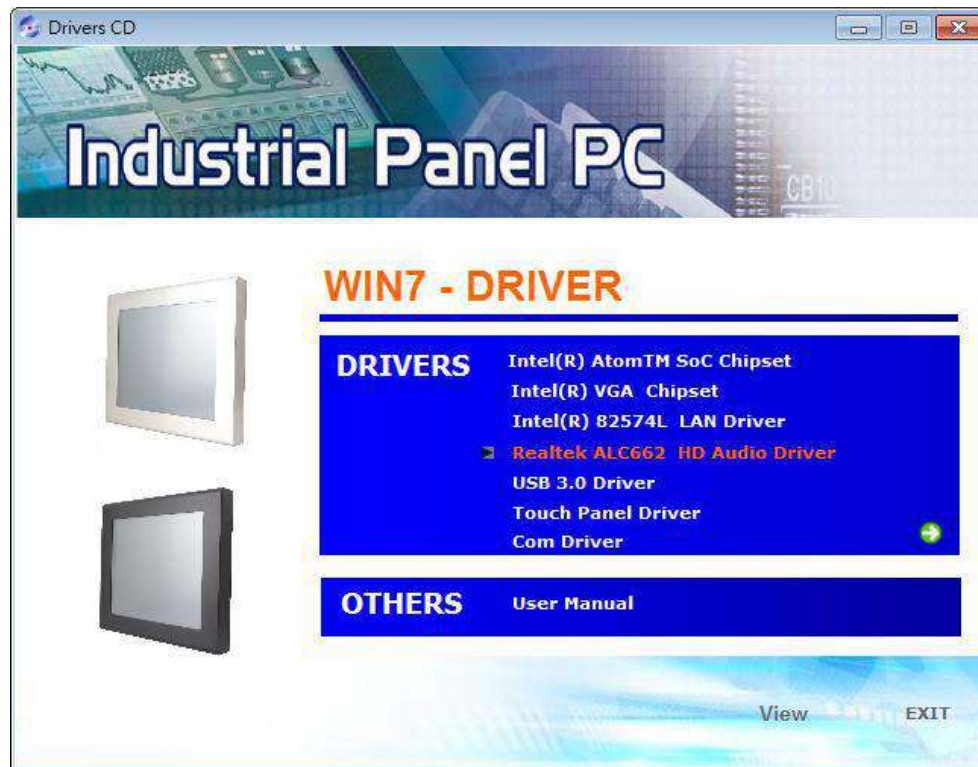 Drivers CD
Industrial Panel PC
CB10
WIN7 - DRIVER
DRIVERS
Intel(R) AtomTM SoC Chipset
Intel(R) VGA Chipset
Intel(R) 82574L LAN Driver
Realtek ALC662 HD Audio Driver
USB 3.0 Driver
Touch Panel Driver
Com Driver
OTHERS
User Manual
View
EXIT